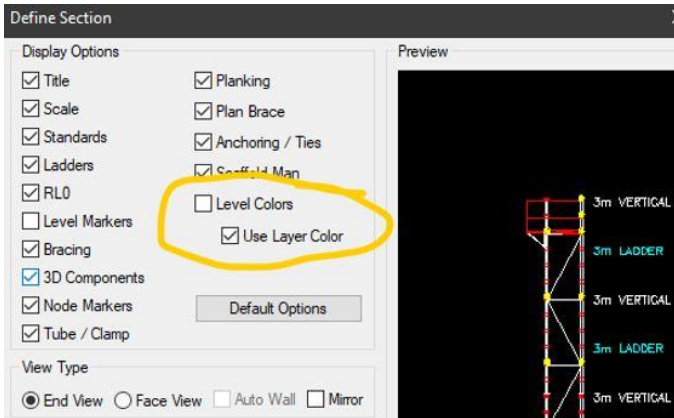 Define Section
Display Options
Title
Scale
Standards
Ladders
RL0
Level Markers
Bracing
3D Components
Node Markers
Tube / Clamp
Planking
Plan Brace
Anchoring / Ties
Scaffold Man
Level Colors
Use Layer Color
Default Options
View Type
End View Face View Auto Wall Mirror
Preview
3m VERTICAL
3m LADDER
3m VERTICAL
3m LADDER
3m VERTICAL